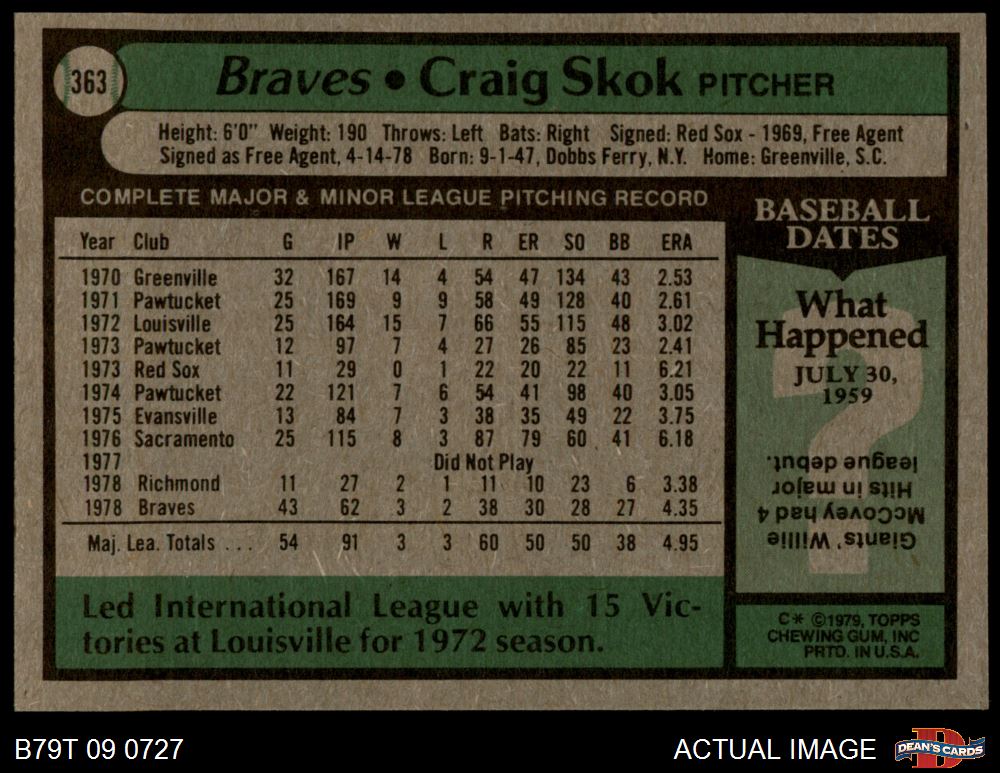 363
Braves • Craig Skok PITCHER
Height: 6'0" Weight: 190 Throws: Left Bats: Right Signed: Red Sox - 1969, Free Agent
Signed as Free Agent, 4-14-78 Born: 9-1-47, Dobbs Ferry, N.Y. Home: Greenville, S.C.
COMPLETE MAJOR & MINOR LEAGUE PITCHING RECORD
Year Club G IP W L R ER SO BB ERA
1970 Greenville 32 167 14 4 54 47 134 43 2.53
1971 Pawtucket 25 169 9 9 58 49 128 40 2.61
1972 Louisville 25 164 15 7 66 55 115 48 3.02
1973 Pawtucket 12 97 7 4 27 26 85 23 2.41
1973 Red Sox 11 29 0 1 22 20 22 11 6.21
1974 Pawtucket 22 121 7 6 54 41 98 40 3.05
1975 Evansville 13 84 7 3 38 35 49 22 3.75
1976 Sacramento 25 115 8 3 87 79 60 41 6.18
1977 Did Not Play
1978 Richmond 11 27 2 1 11 10 23 6 3.38
1978 Braves 43 62 3 2 38 30 28 27 4.35
Maj. Lea. Totals ... 54 91 3 3 60 50 50 38 4.95
Led International League with 15 Vic-
tories at Louisville for 1972 season.
BASEBALL
DATES
What
Happened
JULY 30,
1959
?
Giants' Willie
McCovey had 4
Hits in major
league debut.
C* ©1979, TOPPS
CHEWING GUM, INC
PRTD. IN U.S.A.
B79T 09 0727
ACTUAL IMAGE
D
DEAN'S CARDS